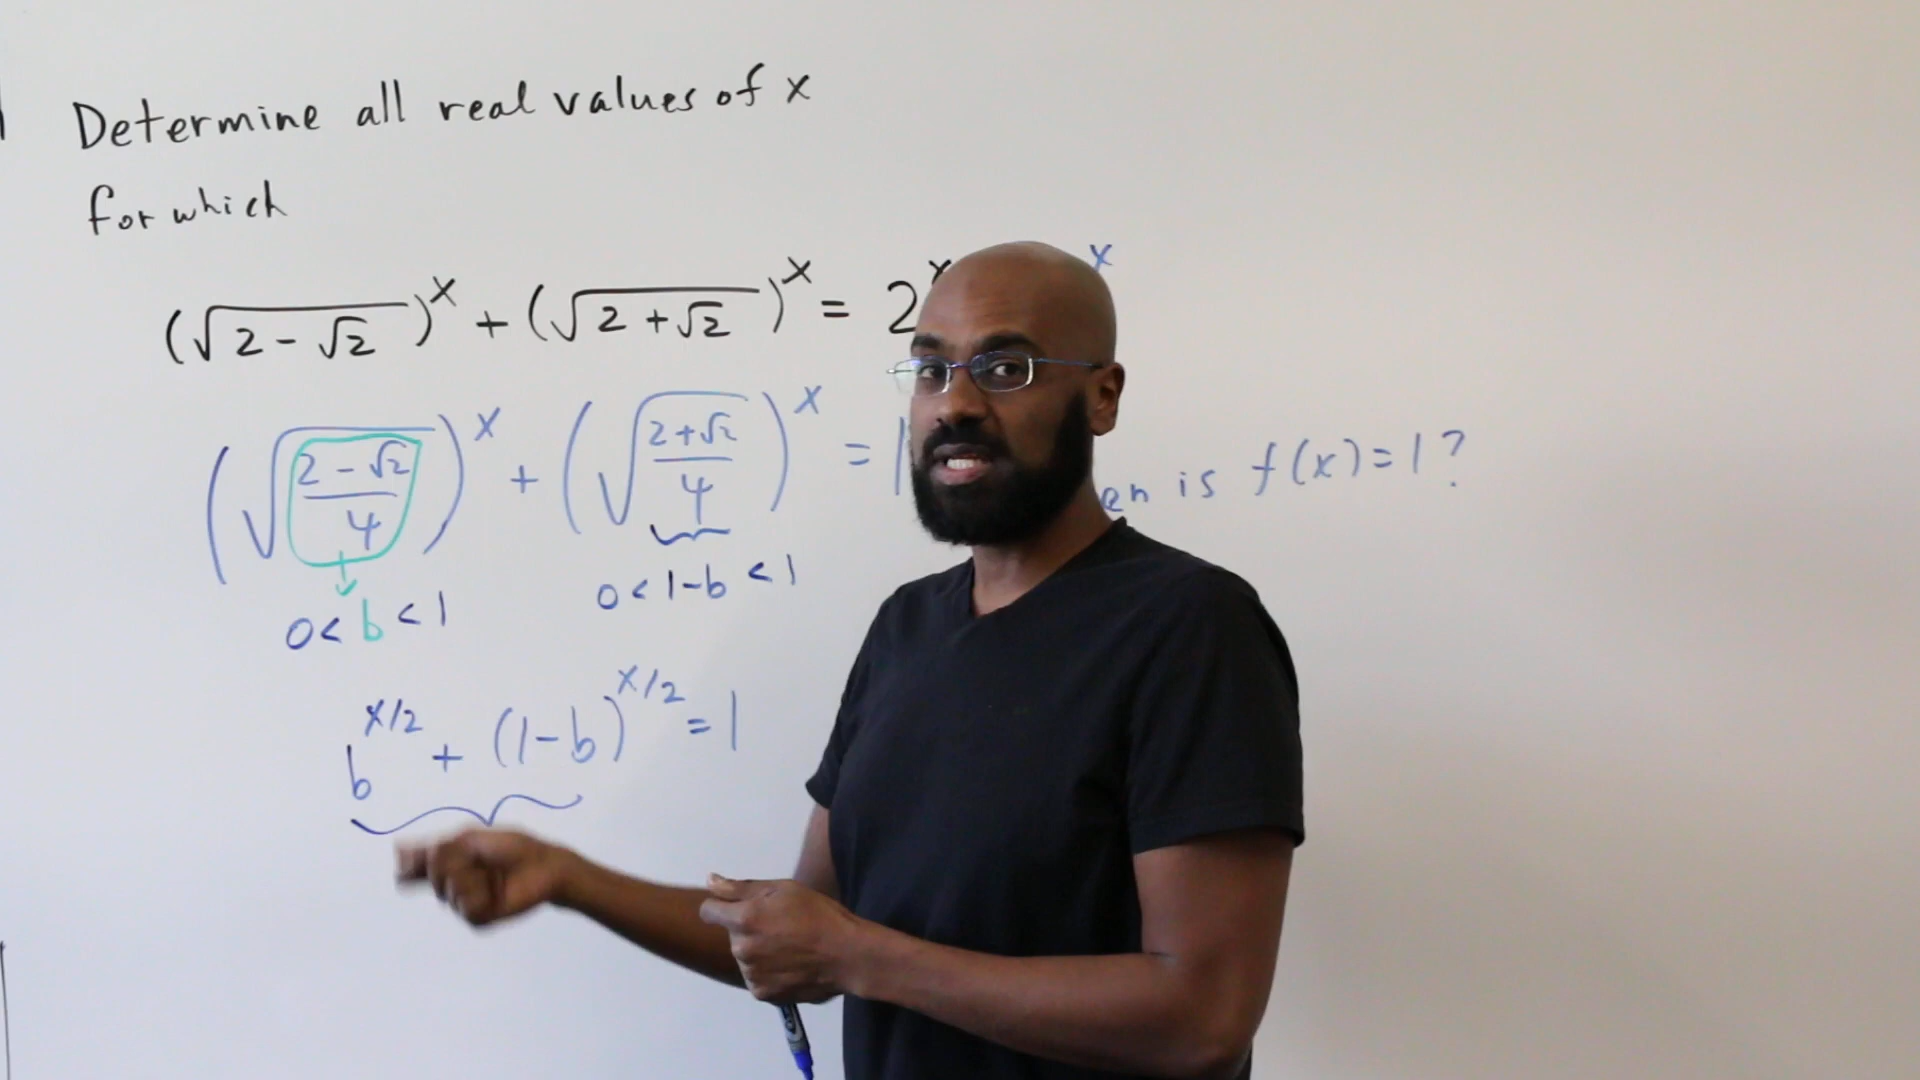 Determine all real values of x
for which
(√(2-√2))^x + (√(2+√2))^x = 2^x
x
(√((2-√2)/4))^x + (√((2+√2)/4))^x = 1
is f(x)=1?
0<b<1
0<1-b<1
b^(x/2) + (1-b)^(x/2) = 1